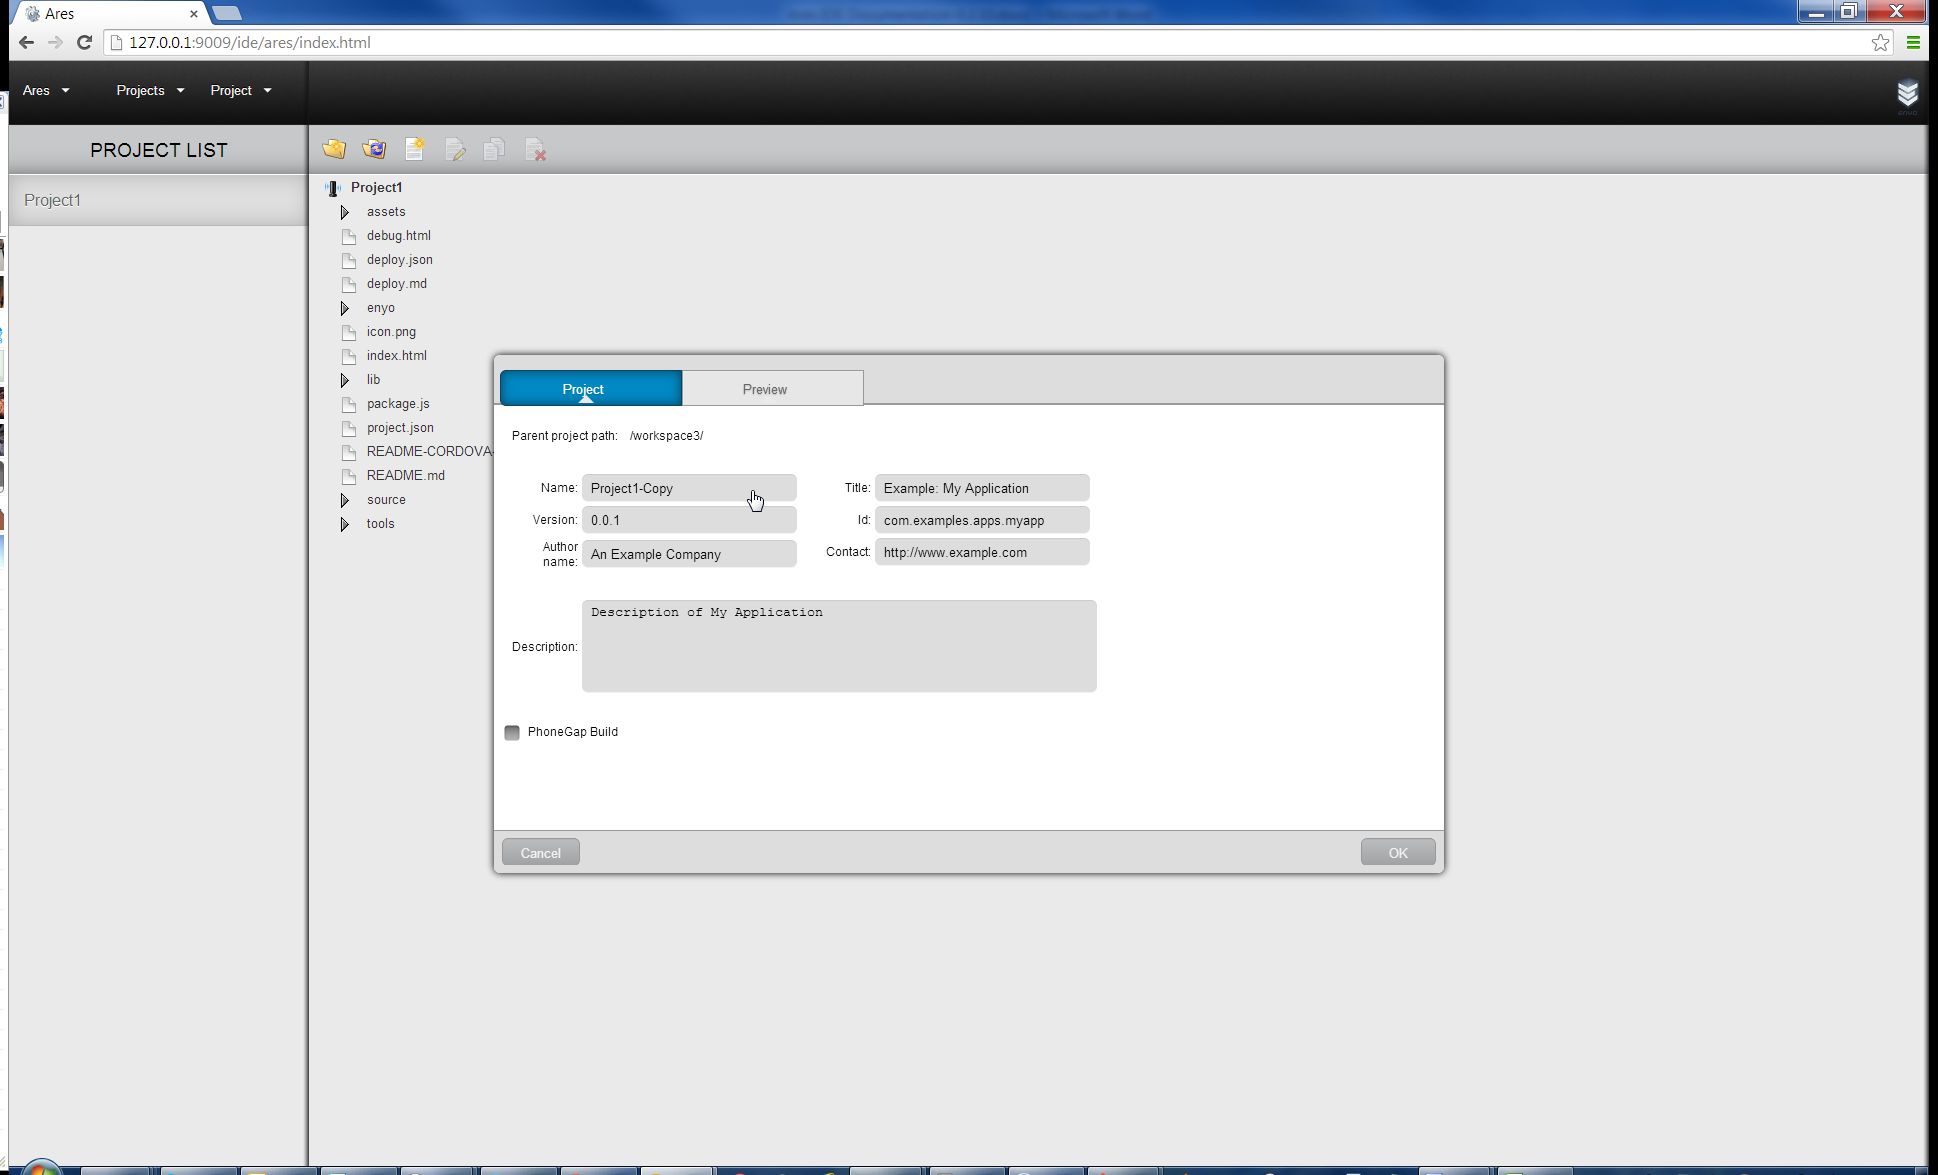 Ares
127.0.0.1:9009/ide/ares/index.html
Ares Projects Project
PROJECT LIST
Project1
Project1
assets
debug.html
deploy.json
deploy.md
enyo
icon.png
index.html
lib
package.js
project.json
README-CORDOVA-
README.md
source
tools
Project Preview
Parent project path: /workspace3/
Name: Project1-Copy Title: Example: My Application
Version: 0.0.1 Id: com.examples.apps.myapp
Author name: An Example Company Contact: http://www.example.com
Description: Description of My Application
PhoneGap Build
Cancel OK